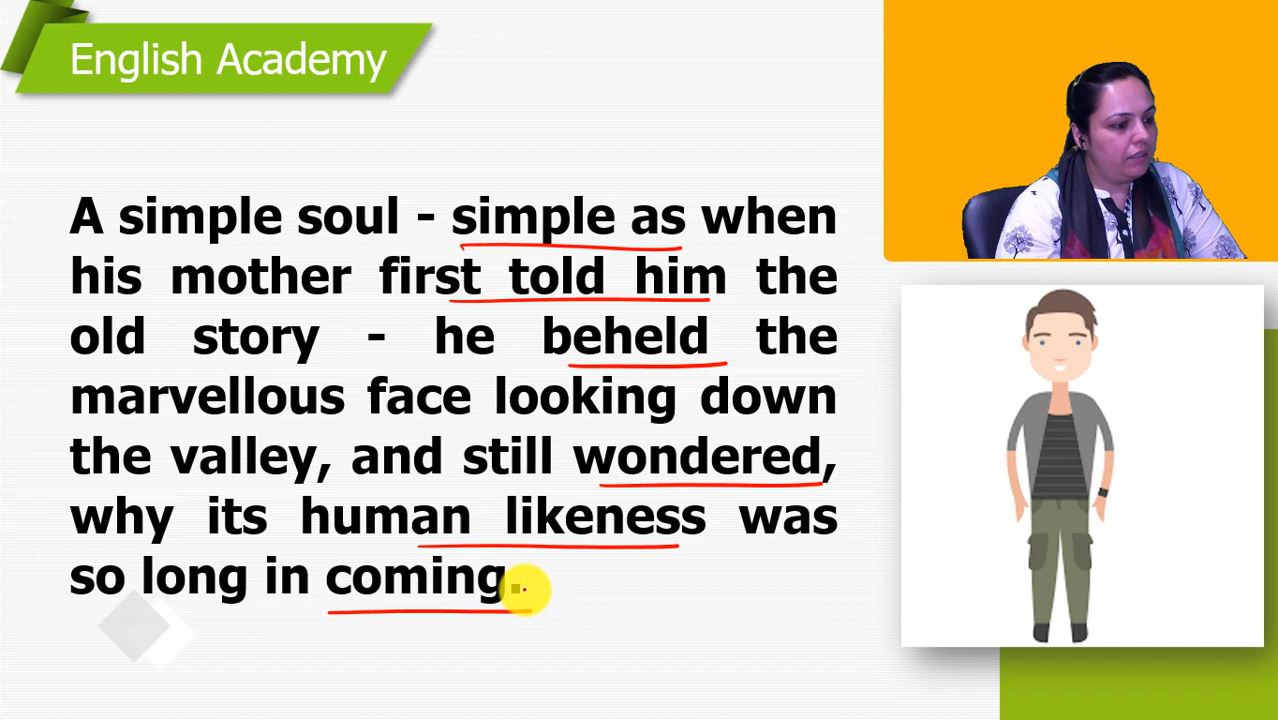 English Academy
A simple soul - simple as when
his mother first told him the
old story - he beheld the
marvellous face looking down
the valley, and still wondered,
why its human likeness was
so long in coming.